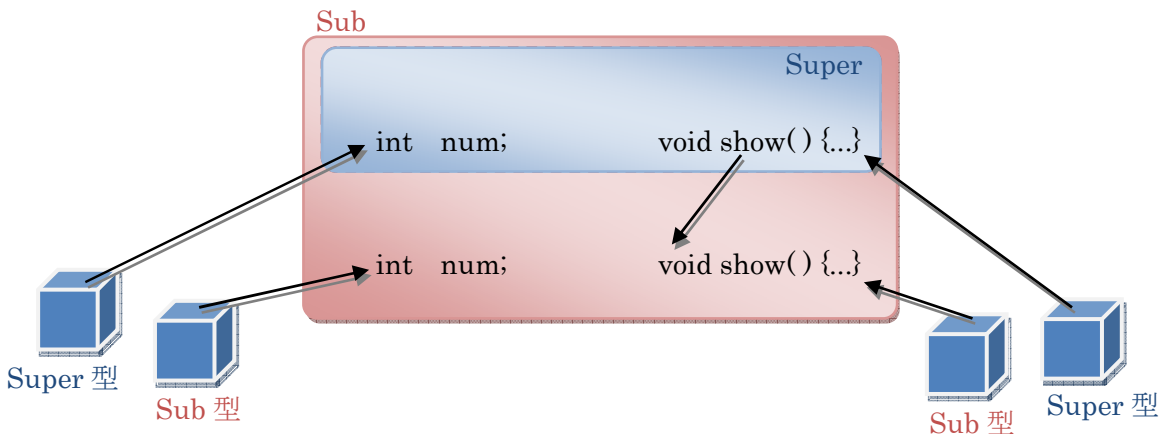 Sub
Super
int num; void show( ) {...}
int num; void show( ) {...}
Super 型
Sub 型
Sub 型
Super 型